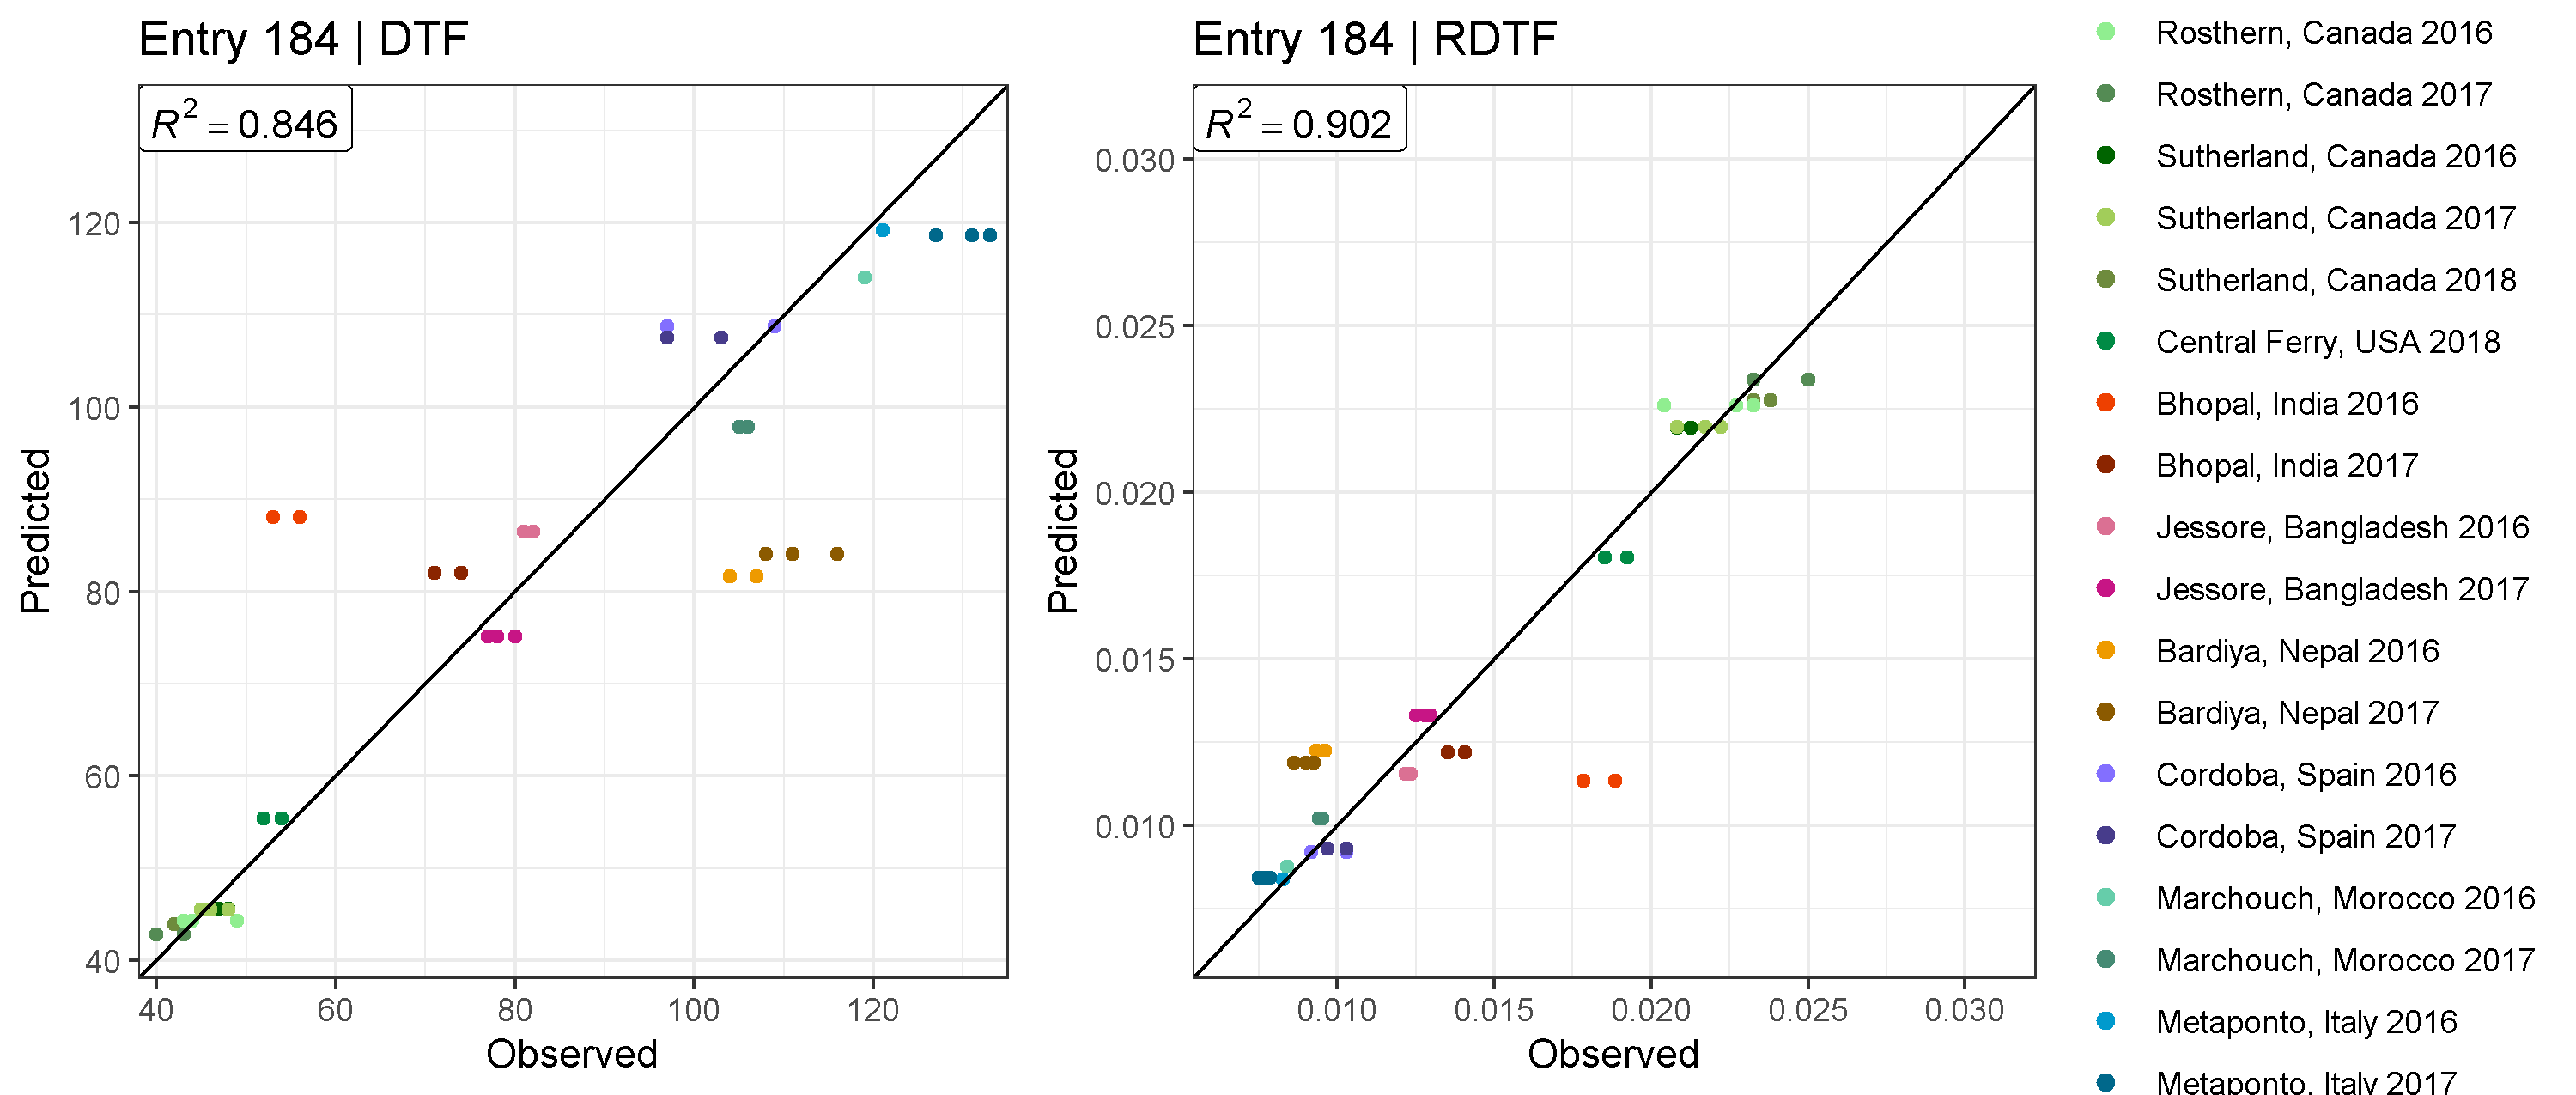 Entry 184 | DTF
R² = 0.846
120
100
80
60
40
40 60 80 100 120
Predicted
Observed
Entry 184 | RDTF
R² = 0.902
0.030
0.025
0.020
0.015
0.010
0.010 0.015 0.020 0.025 0.030
Predicted
Observed
Rosthern, Canada 2016
Rosthern, Canada 2017
Sutherland, Canada 2016
Sutherland, Canada 2017
Sutherland, Canada 2018
Central Ferry, USA 2018
Bhopal, India 2016
Bhopal, India 2017
Jessore, Bangladesh 2016
Jessore, Bangladesh 2017
Bardiya, Nepal 2016
Bardiya, Nepal 2017
Cordoba, Spain 2016
Cordoba, Spain 2017
Marchouch, Morocco 2016
Marchouch, Morocco 2017
Metaponto, Italy 2016
Metaponto, Italy 2017